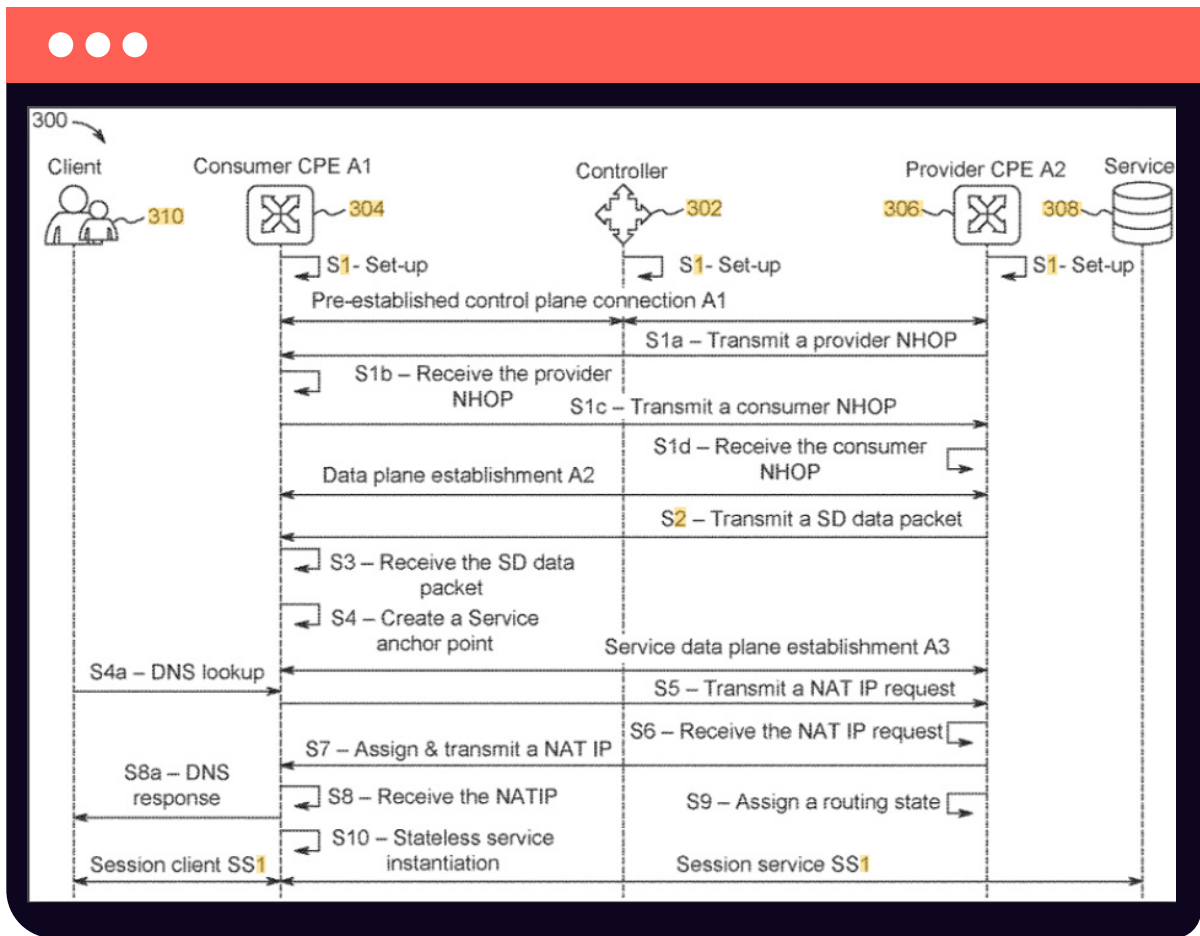 300
Client
Consumer CPE A1
Controller
Provider CPE A2
Service
310
304
302
306
308
S1- Set-up
S1- Set-up
S1- Set-up
Pre-established control plane connection A1
S1a – Transmit a provider NHOP
S1b – Receive the provider
NHOP
S1c – Transmit a consumer NHOP
S1d – Receive the consumer
NHOP
Data plane establishment A2
S2 – Transmit a SD data packet
S3 – Receive the SD data
packet
S4 – Create a Service
anchor point
Service data plane establishment A3
S4a – DNS lookup
S5 – Transmit a NAT IP request
S6 – Receive the NAT IP request
S7 – Assign & transmit a NAT IP
S8a – DNS
response
S8 – Receive the NATIP
S9 – Assign a routing state
S10 – Stateless service
instantiation
Session client SS1
Session service SS1